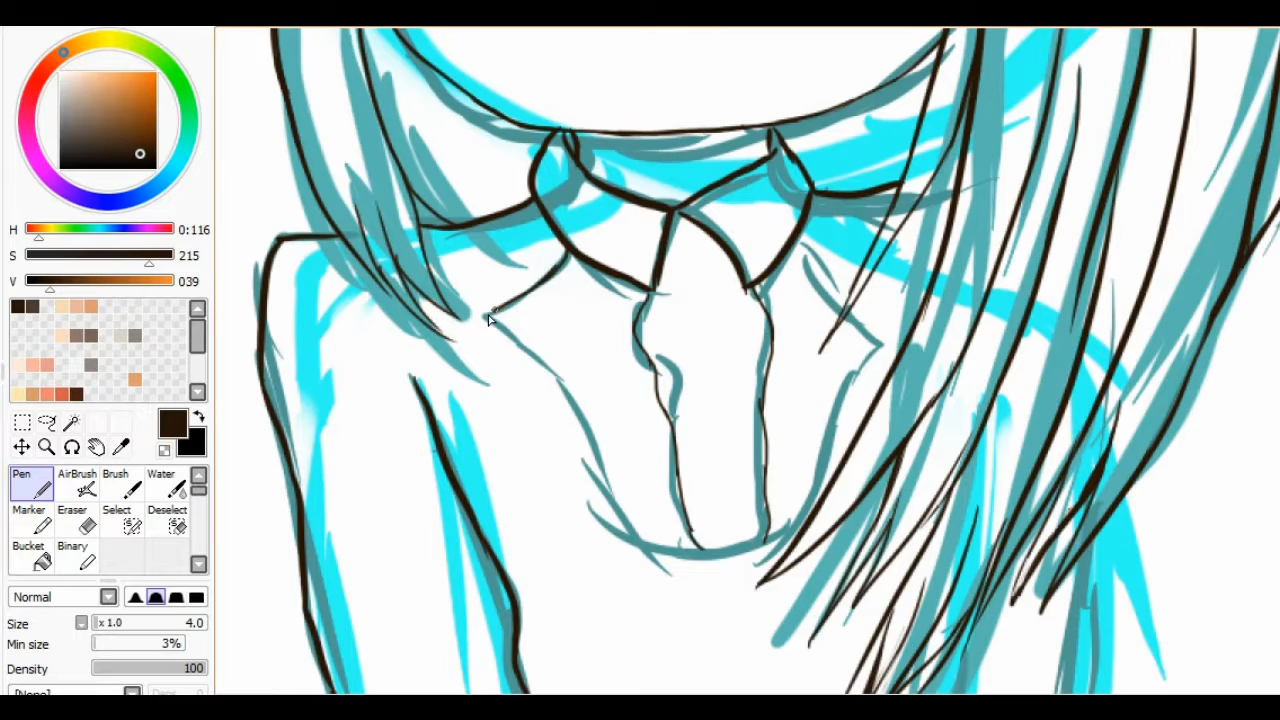 H 0:116
S 215
V 039
Pen AirBrush Brush Water
Marker Eraser Select Deselect
Bucket Binary
Normal
Size x 1.0 4.0
Min size 3%
Density 100